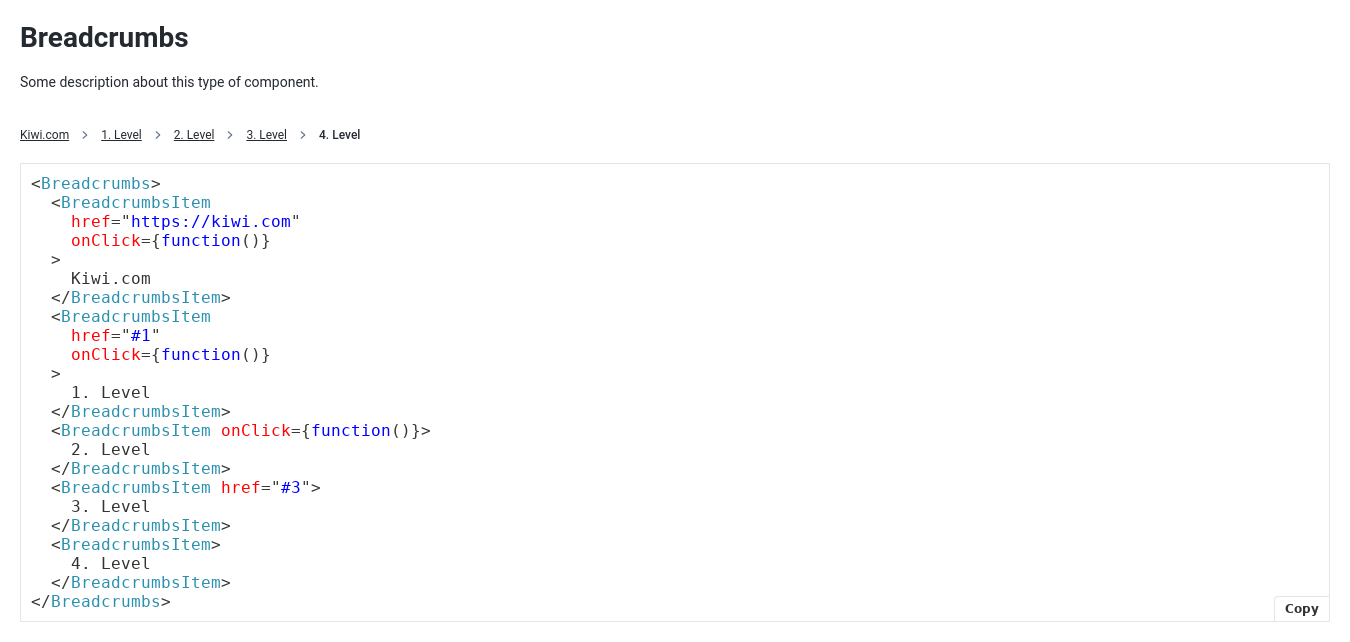 Breadcrumbs
Some description about this type of component.
Kiwi.com > 1. Level > 2. Level > 3. Level > 4. Level
<Breadcrumbs>
  <BreadcrumbsItem
    href="https://kiwi.com"
    onClick={function()}
  >
    Kiwi.com
  </BreadcrumbsItem>
  <BreadcrumbsItem
    href="#1"
    onClick={function()}
  >
    1. Level
  </BreadcrumbsItem>
  <BreadcrumbsItem onClick={function()}>
    2. Level
  </BreadcrumbsItem>
  <BreadcrumbsItem href="#3">
    3. Level
  </BreadcrumbsItem>
  <BreadcrumbsItem>
    4. Level
  </BreadcrumbsItem>
</Breadcrumbs>
Copy